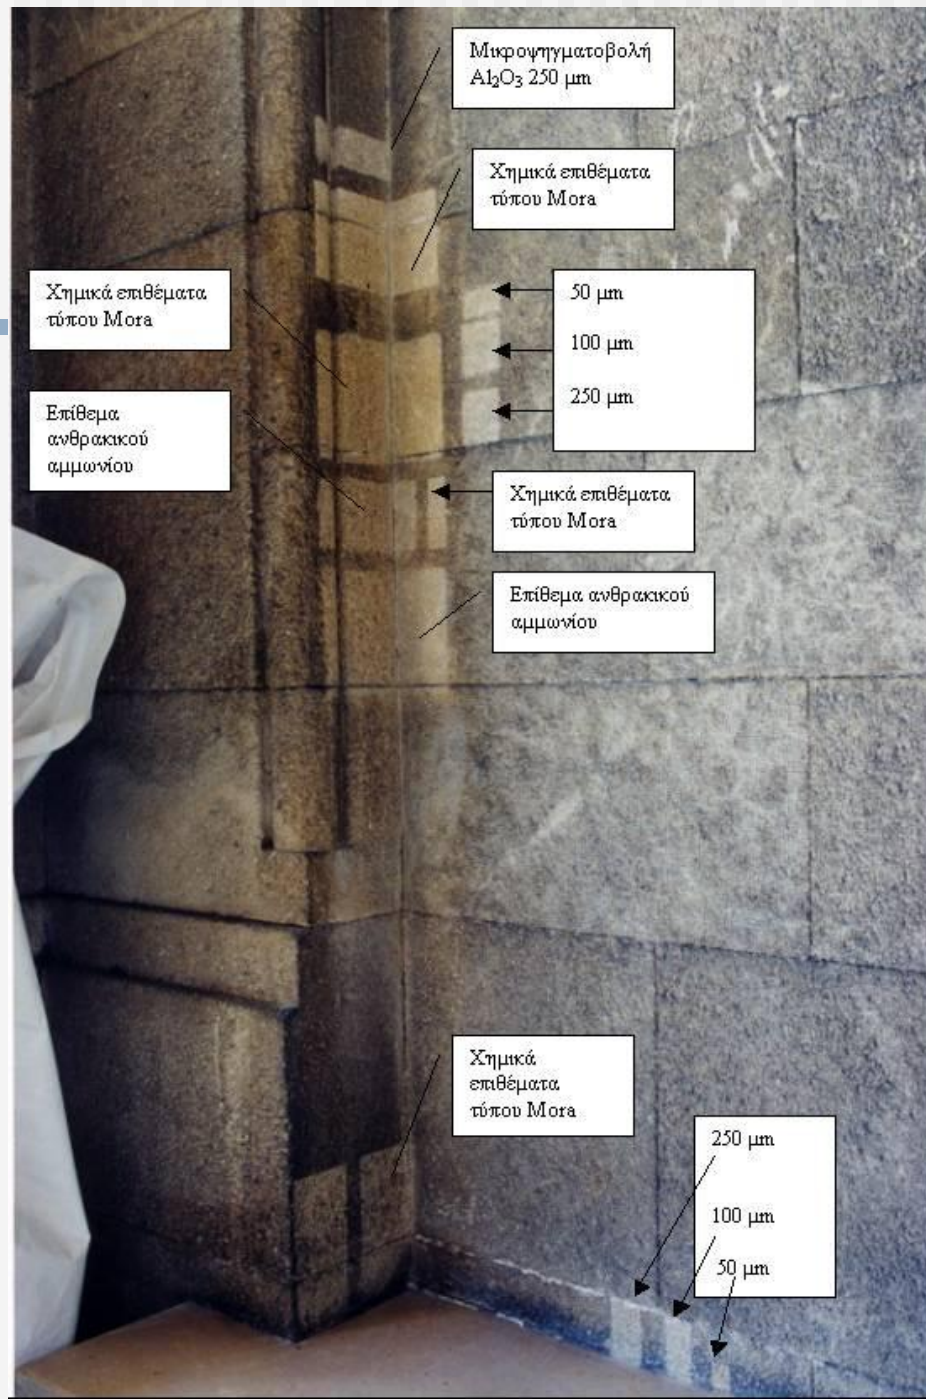 Μικροψηγματοβολή
Al₂O₃ 250 μm
Χημικά επιθέματα
τύπου Mora
Χημικά επιθέματα
τύπου Mora
50 μm
100 μm
250 μm
Επίθεμα
ανθρακικού
αμμωνίου
Χημικά επιθέματα
τύπου Mora
Επίθεμα ανθρακικού
αμμωνίου
Χημικά
επιθέματα
τύπου Mora
250 μm
100 μm
50 μm